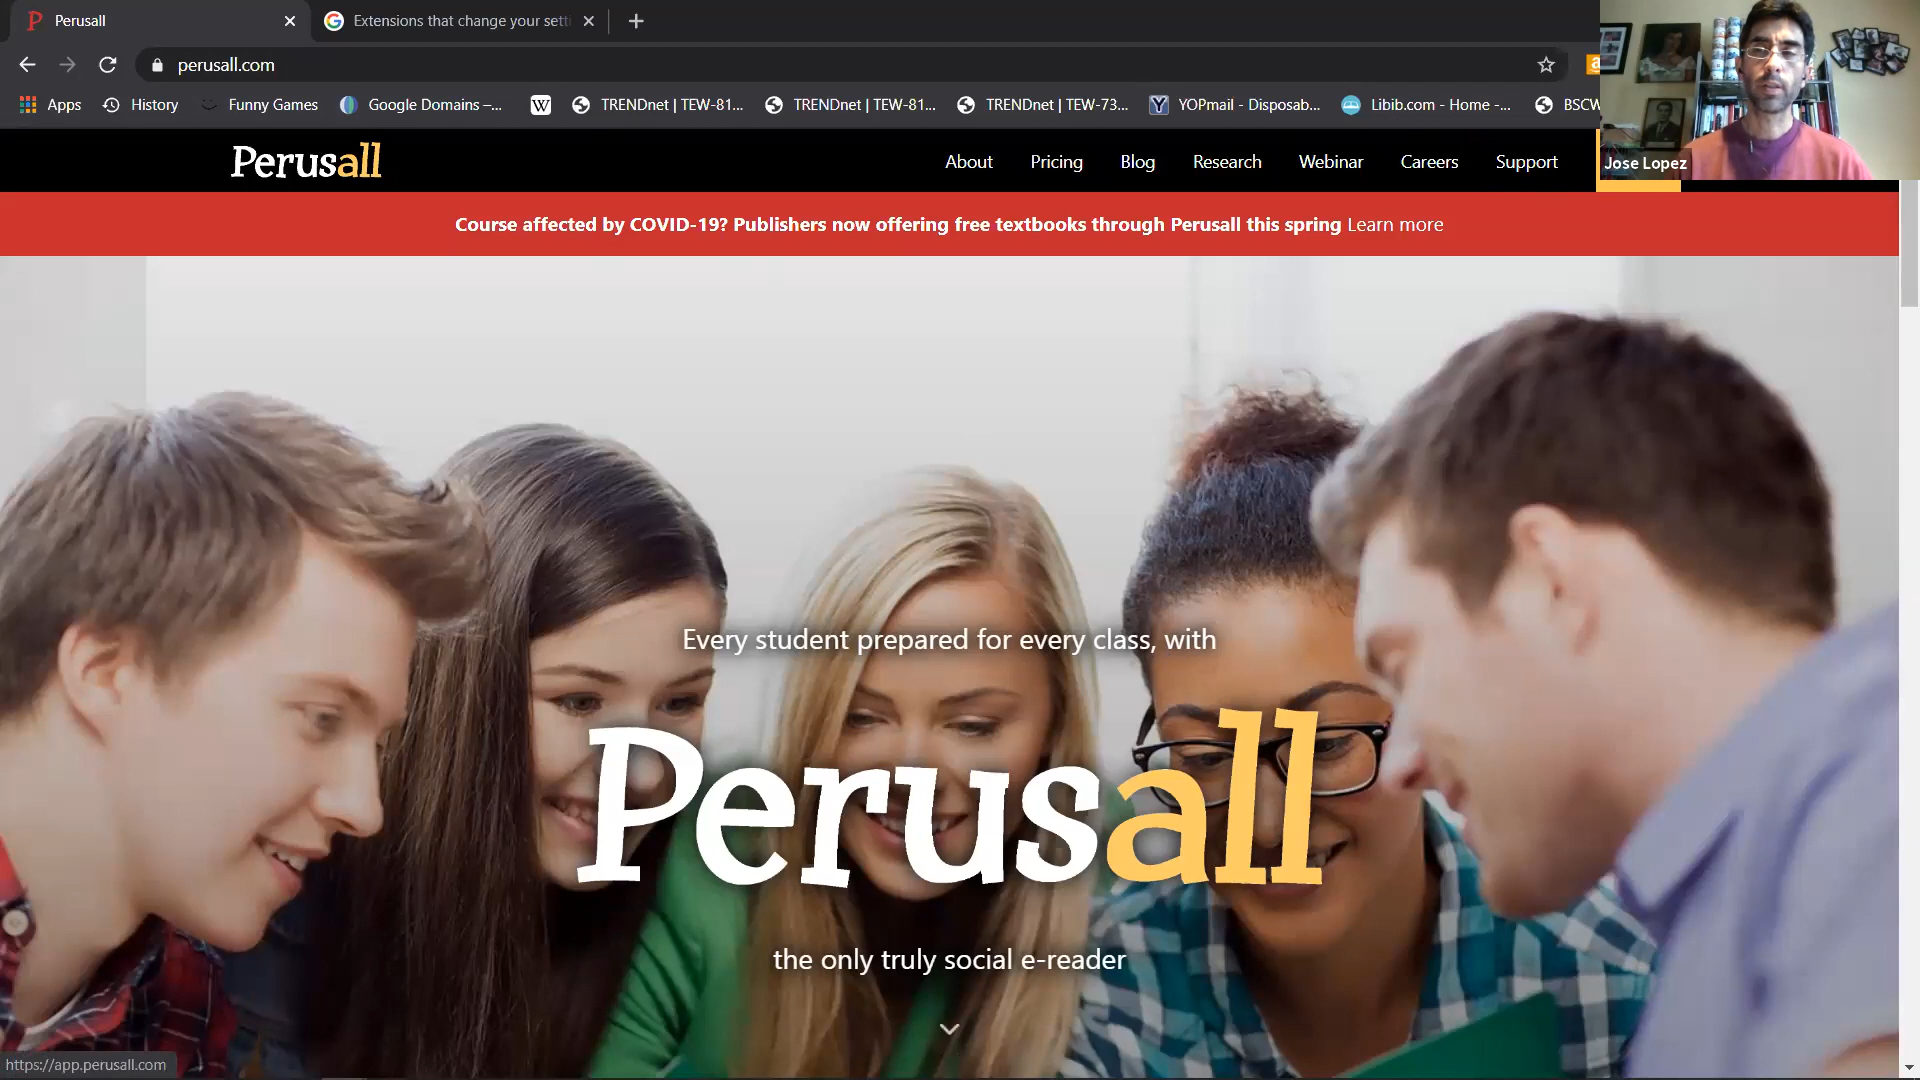 Perusall
Extensions that change your sett
perusall.com
Apps
History
Funny Games
Google Domains –...
W
TRENDnet | TEW-81...
TRENDnet | TEW-81...
TRENDnet | TEW-73...
Y
YOPmail - Disposab...
Libib.com - Home -...
BSCW
Perusall
About
Pricing
Blog
Research
Webinar
Careers
Support
Jose Lopez
Course affected by COVID-19? Publishers now offering free textbooks through Perusall this spring Learn more
Every student prepared for every class, with
Perusall
the only truly social e-reader
https://app.perusall.com